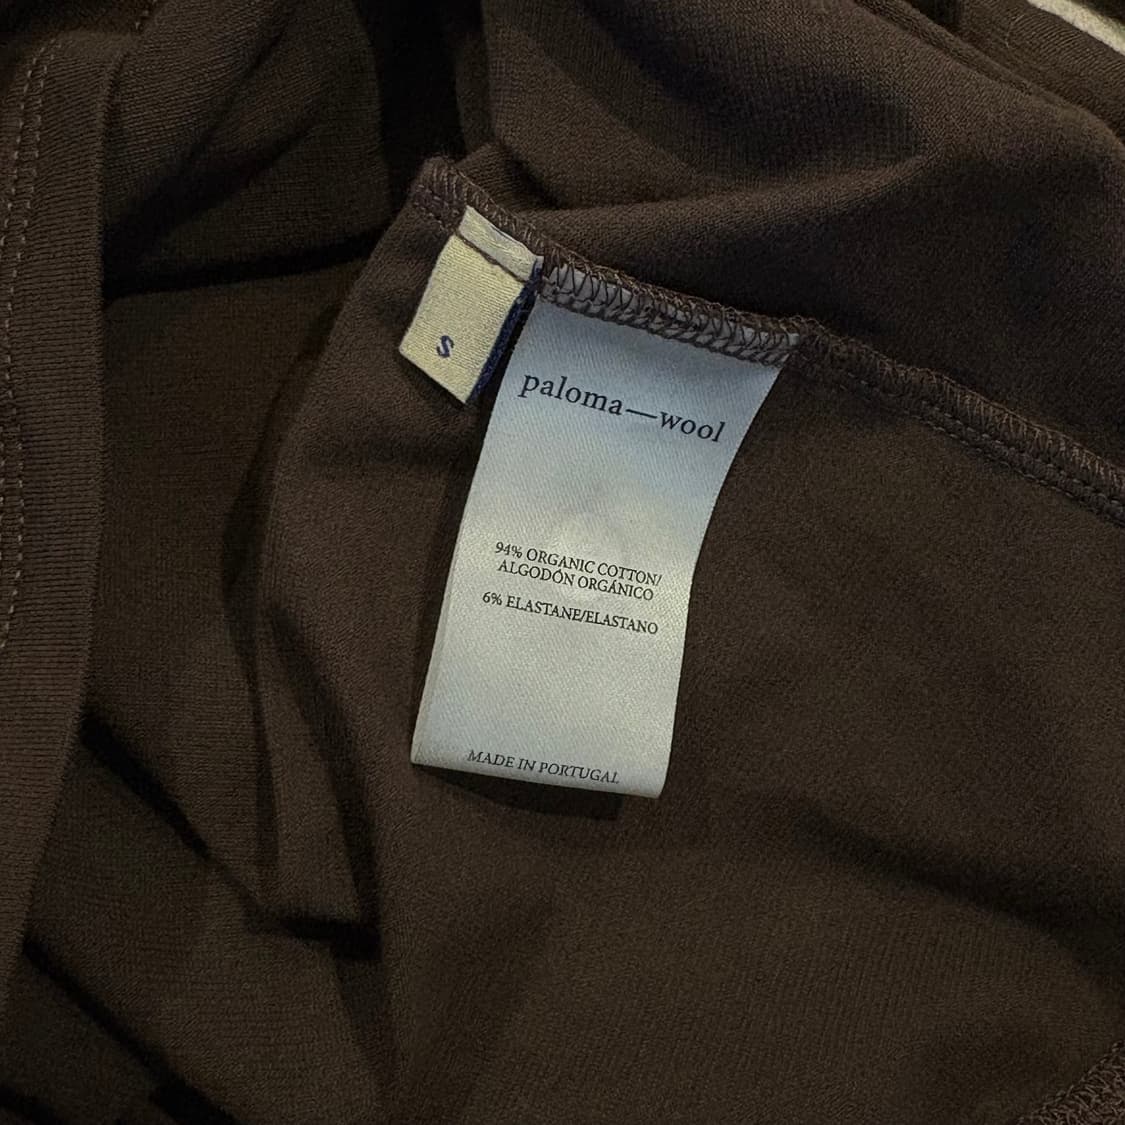 S
paloma—wool
94% ORGANIC COTTON/
ALGODÓN ORGÁNICO
6% ELASTANE/ELASTANO
MADE IN PORTUGAL